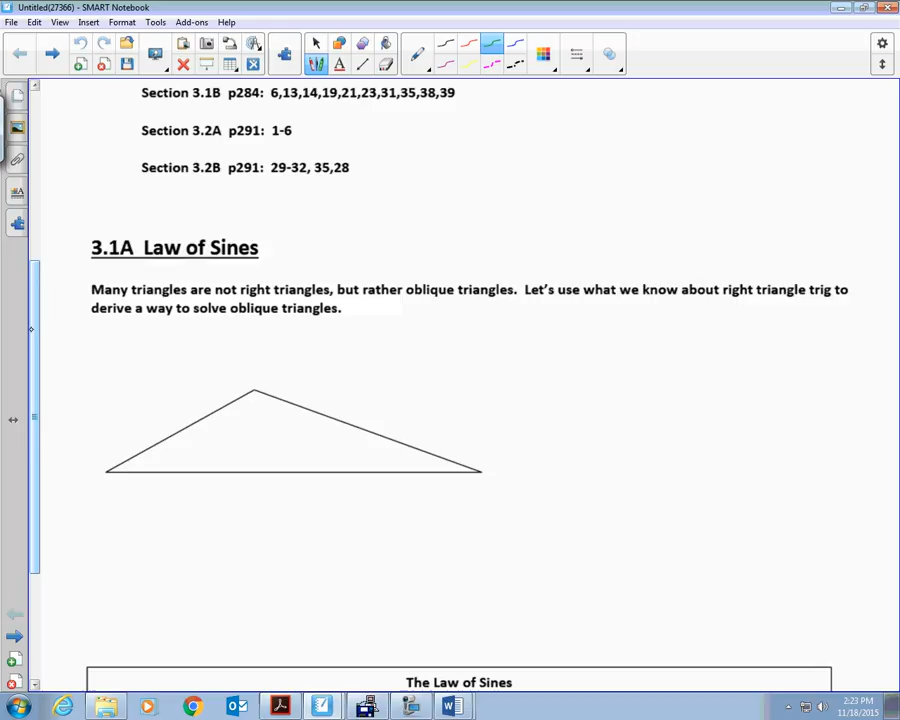 Untitled(27366) - SMART Notebook
File Edit View Insert Format Tools Add-ons Help
Section 3.1B p284: 6,13,14,19,21,23,31,35,38,39
Section 3.2A p291: 1-6
Section 3.2B p291: 29-32, 35,28
3.1A Law of Sines
Many triangles are not right triangles, but rather oblique triangles. Let's use what we know about right triangle trig to
derive a way to solve oblique triangles.
The Law of Sines
2:23 PM
11/18/2015